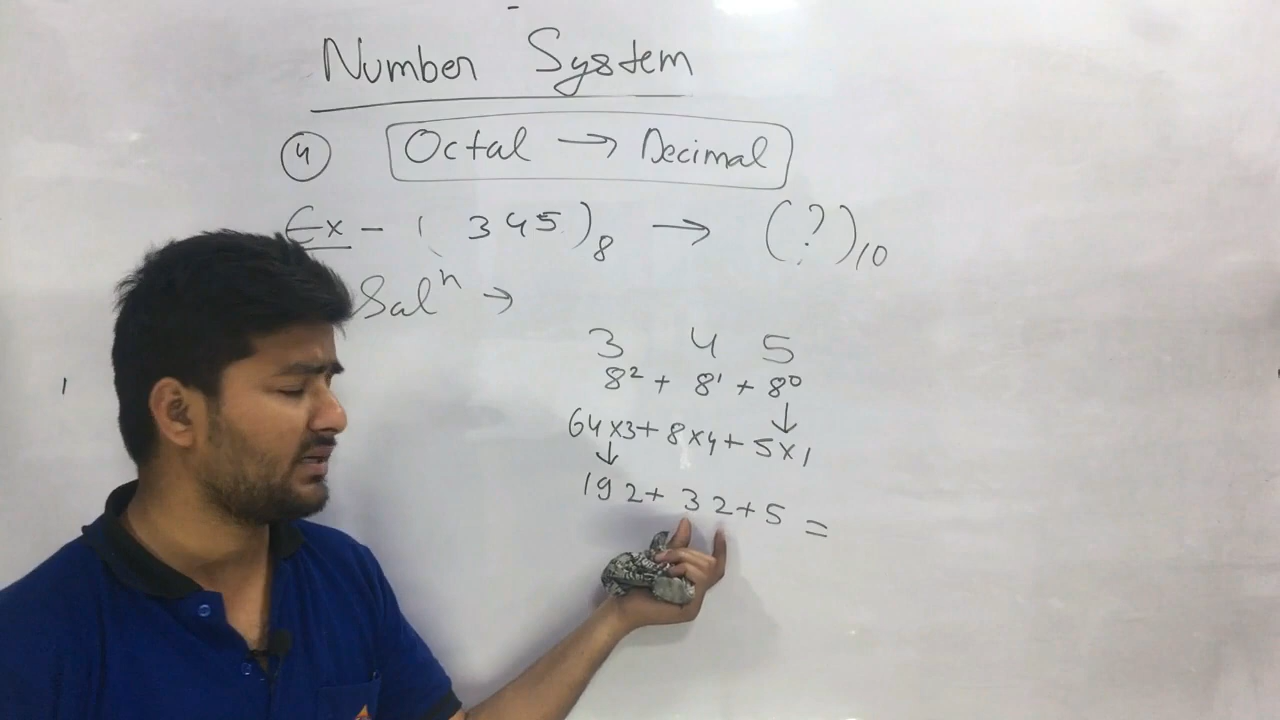 Number System
4 Octal → Decimal
Ex - ( 345 )8 → (?)10
Solⁿ →
3 4 5
8² + 8¹ + 8⁰
64×3 + 8×4 + 5×1
192 + 32 + 5 =